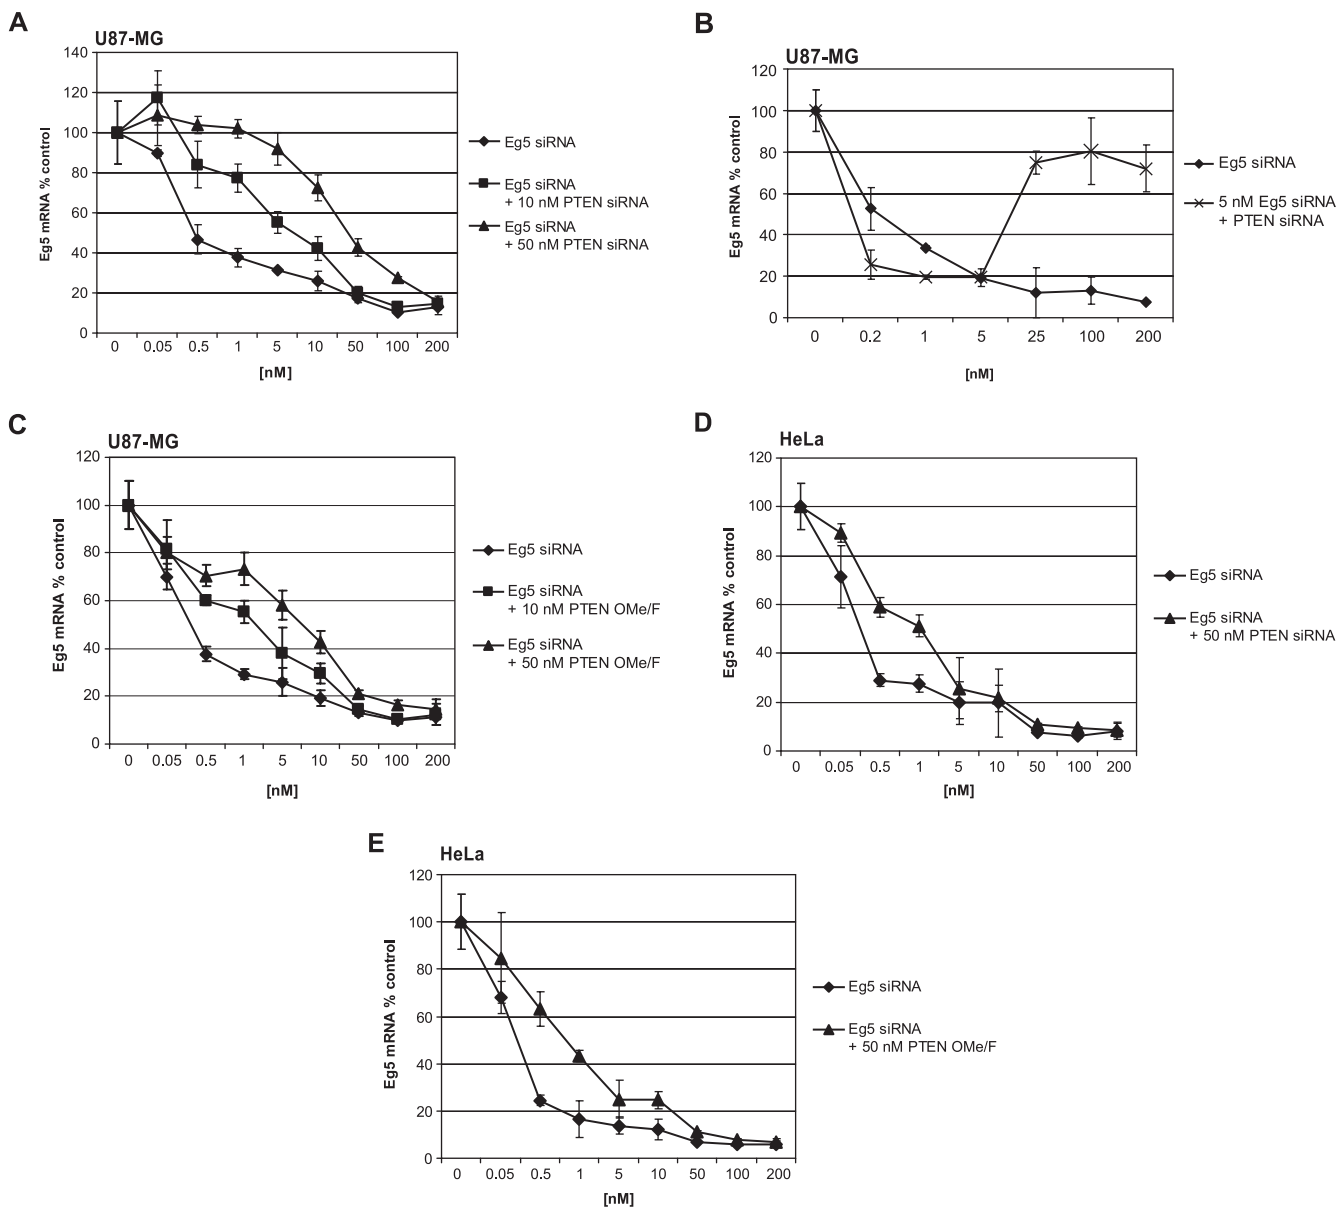 A
U87-MG
140
120
100
80
60
40
20
0
Eg5 mRNA % control
0 0.05 0.5 1 5 10 50 100 200
[nM]
Eg5 siRNA
Eg5 siRNA
+ 10 nM PTEN siRNA
Eg5 siRNA
+ 50 nM PTEN siRNA
B
U87-MG
120
100
80
60
40
20
0
Eg5 mRNA % control
0 0.2 1 5 25 100 200
[nM]
Eg5 siRNA
5 nM Eg5 siRNA
+ PTEN siRNA
C
U87-MG
120
100
80
60
40
20
0
Eg5 mRNA % control
0 0.05 0.5 1 5 10 50 100 200
[nM]
Eg5 siRNA
Eg5 siRNA
+ 10 nM PTEN OMe/F
Eg5 siRNA
+ 50 nM PTEN OMe/F
D
HeLa
120
100
80
60
40
20
0
Eg5 mRNA % control
0 0.05 0.5 1 5 10 50 100 200
[nM]
Eg5 siRNA
Eg5 siRNA
+ 50 nM PTEN siRNA
E
HeLa
120
100
80
60
40
20
0
Eg5 mRNA % control
0 0.05 0.5 1 5 10 50 100 200
[nM]
Eg5 siRNA
Eg5 siRNA
+ 50 nM PTEN OMe/F